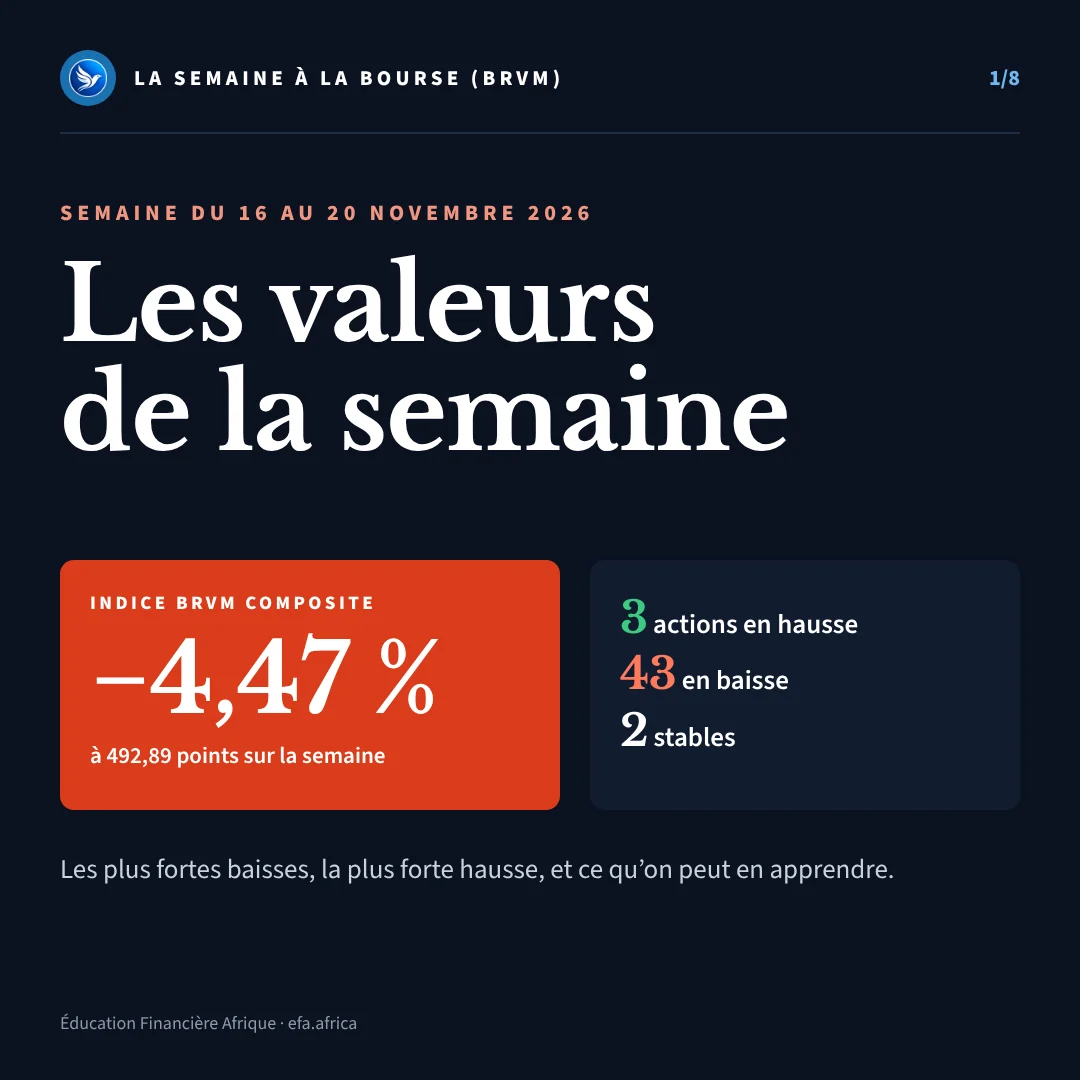 LA SEMAINE À LA BOURSE (BRVM)
1/8
SEMAINE DU 16 AU 20 NOVEMBRE 2026
Les valeurs
de la semaine
INDICE BRVM COMPOSITE
−4,47 %
à 492,89 points sur la semaine
3 actions en hausse
43 en baisse
2 stables
Les plus fortes baisses, la plus forte hausse, et ce qu’on peut en apprendre.
Éducation Financière Afrique · efa.africa